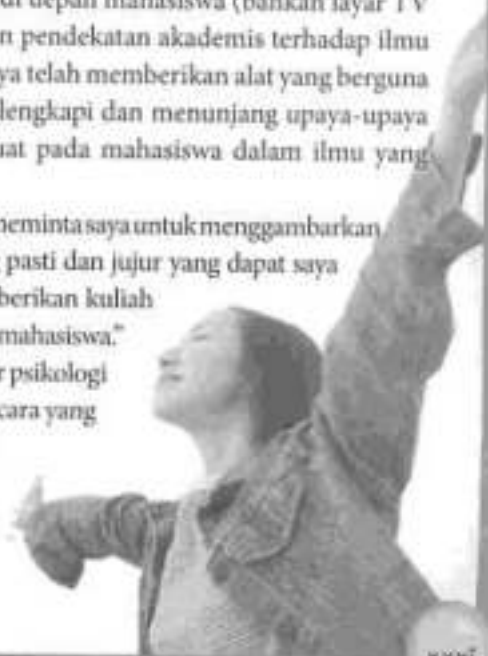 di depan mahasiswa (bahkan layar TV
n pendekatan akademis terhadap ilmu
ya telah memberikan alat yang berguna
lengkapi dan menunjang upaya-upaya
uat pada mahasiswa dalam ilmu yang
meminta saya untuk menggambarkan
pasti dan jujur yang dapat saya
berikan kuliah
mahasiswa."
r psikologi
cara yang